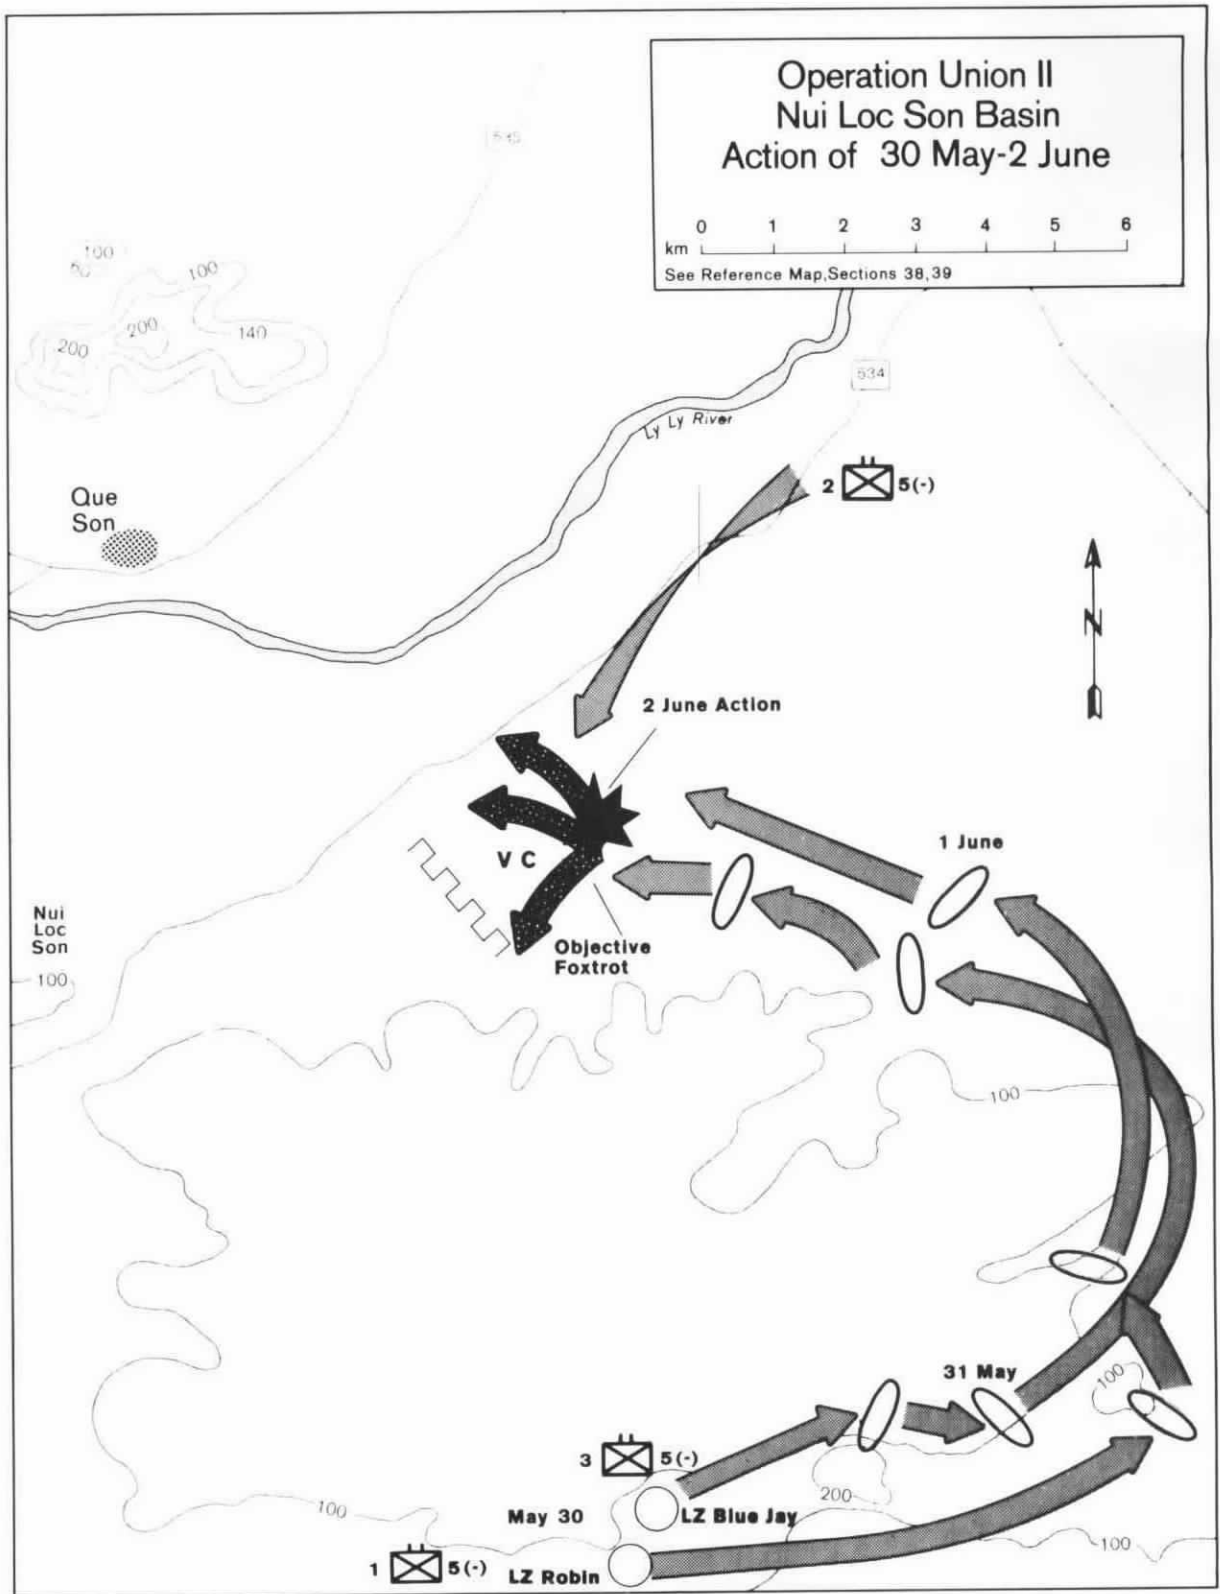 Operation Union II
Nui Loc Son Basin
Action of 30 May-2 June
0 1 2 3 4 5 6
km
See Reference Map, Sections 38,39
535
100
100
200
200
140
534
Ly Ly River
Que
Son
2 5(-)
N
2 June Action
1 June
V C
Nui
Loc
Son
100
Objective
Foxtrot
100
31 May
100
3 5(-)
200
100
May 30
LZ Blue Jay
100
1 5(-)
LZ Robin